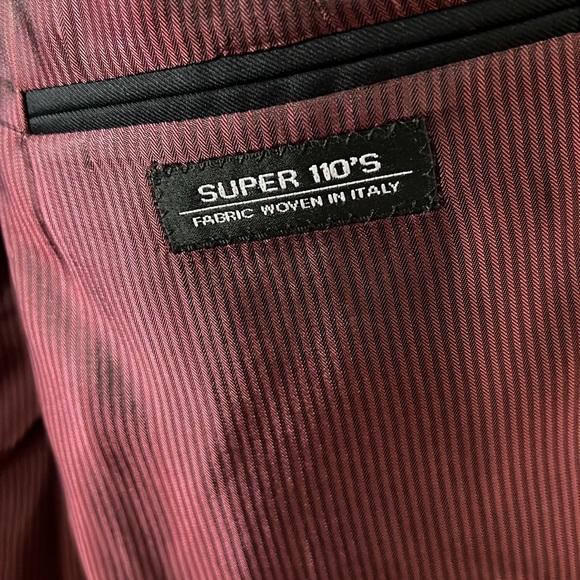 SUPER 110'S
FABRIC WOVEN IN ITALY